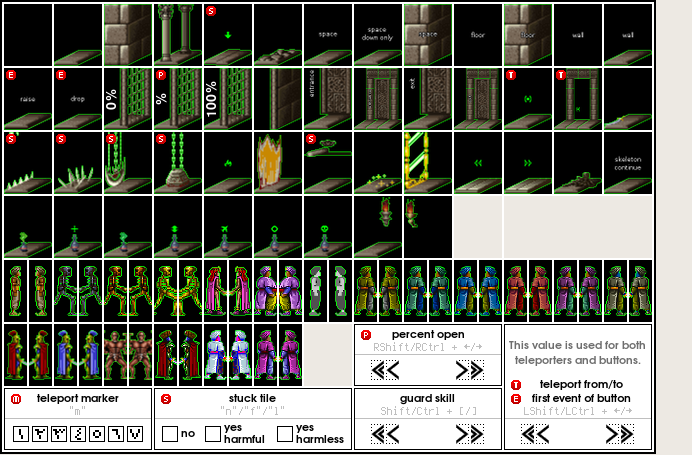 S
space
space
down only
space
floor
floor
wall
wall
E
raise
E
drop
0%
P
%
100%
entrance
exit
T
T
S
S
S
S
S
skeleton
continue
P percent open
RShift/RCtrl + ←/→
This value is used for both
teleporters and buttons.
T teleport from/to
E first event of button
LShift/LCtrl + ←/→
teleport marker
"m"
S stuck tile
"n"/"f"/"l"
no
yes
harmful
yes
harmless
guard skill
Shift/Ctrl + [/]